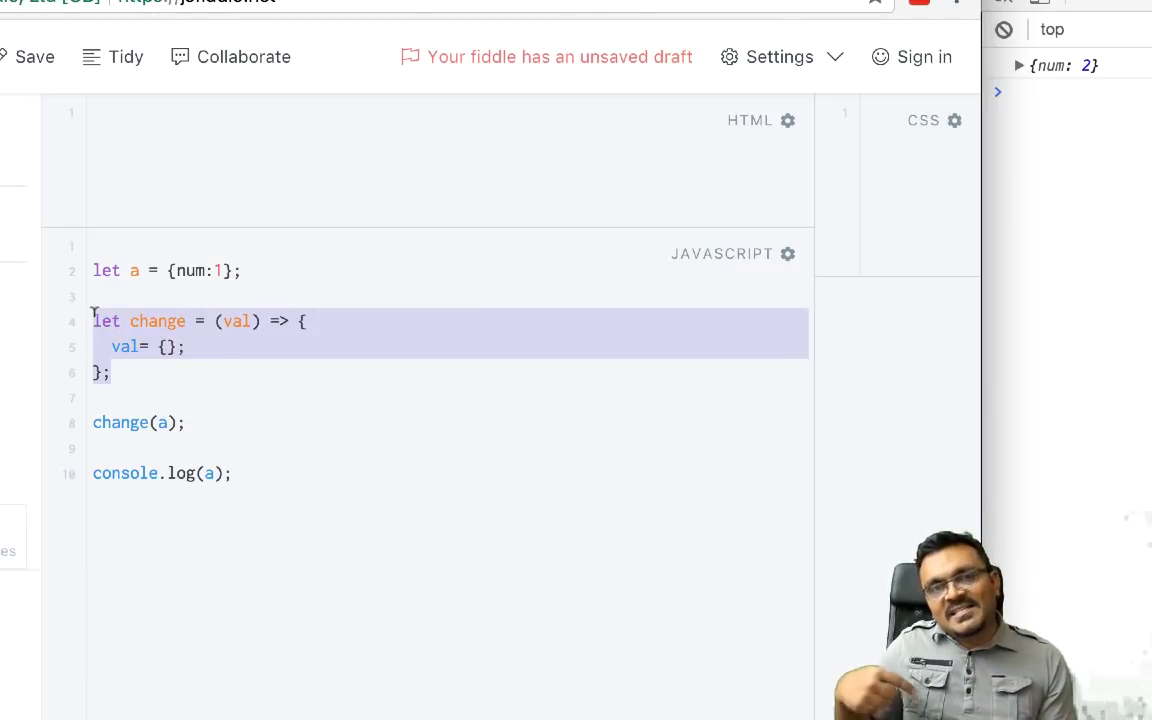 top
Save Tidy Collaborate Your fiddle has an unsaved draft Settings Sign in
{num: 2}
1 HTML 1 CSS
1
JAVASCRIPT
2 let a = {num:1};
3
4 let change = (val) => {
5 val= {};
6 };
7
8 change(a);
9
10 console.log(a);
es